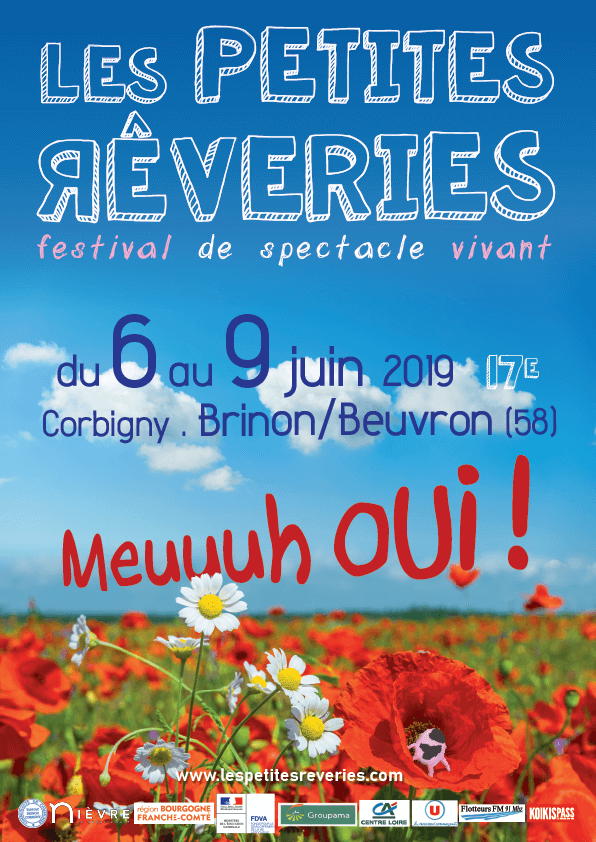 LES PETITES
RÊVERIES
festival de spectacle vivant
du 6 au 9 juin 2019 17E
Corbigny . Brinon/Beuvron (58)
Meuuuh OUI !
www.lespetitesreveries.com
NIÈVRE
région BOURGOGNE
FRANCHE-COMTÉ
FDVA
Groupama
CA
CENTRE LOIRE
U
Flotteurs FM 91 Mhz
KOIKISPASS